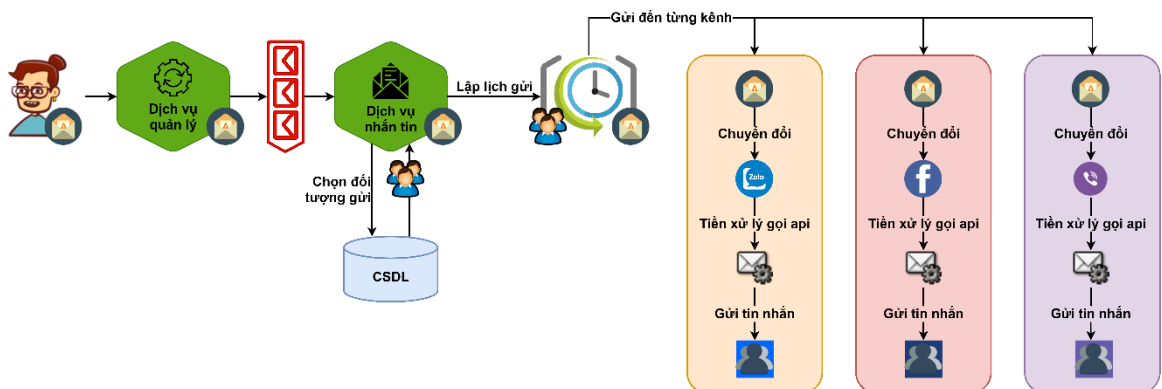 Gửi đến từng kênh
Dịch vụ
quản lý
Dịch vụ
nhắn tin
Lập lịch gửi
Chọn đối
tượng gửi
CSDL
A
Chuyển đổi
Zalo
Tiền xử lý gọi api
Gửi tin nhắn
A
Chuyển đổi
f
Tiền xử lý gọi api
Gửi tin nhắn
A
Chuyển đổi
Tiền xử lý gọi api
Gửi tin nhắn
A
A
A
A